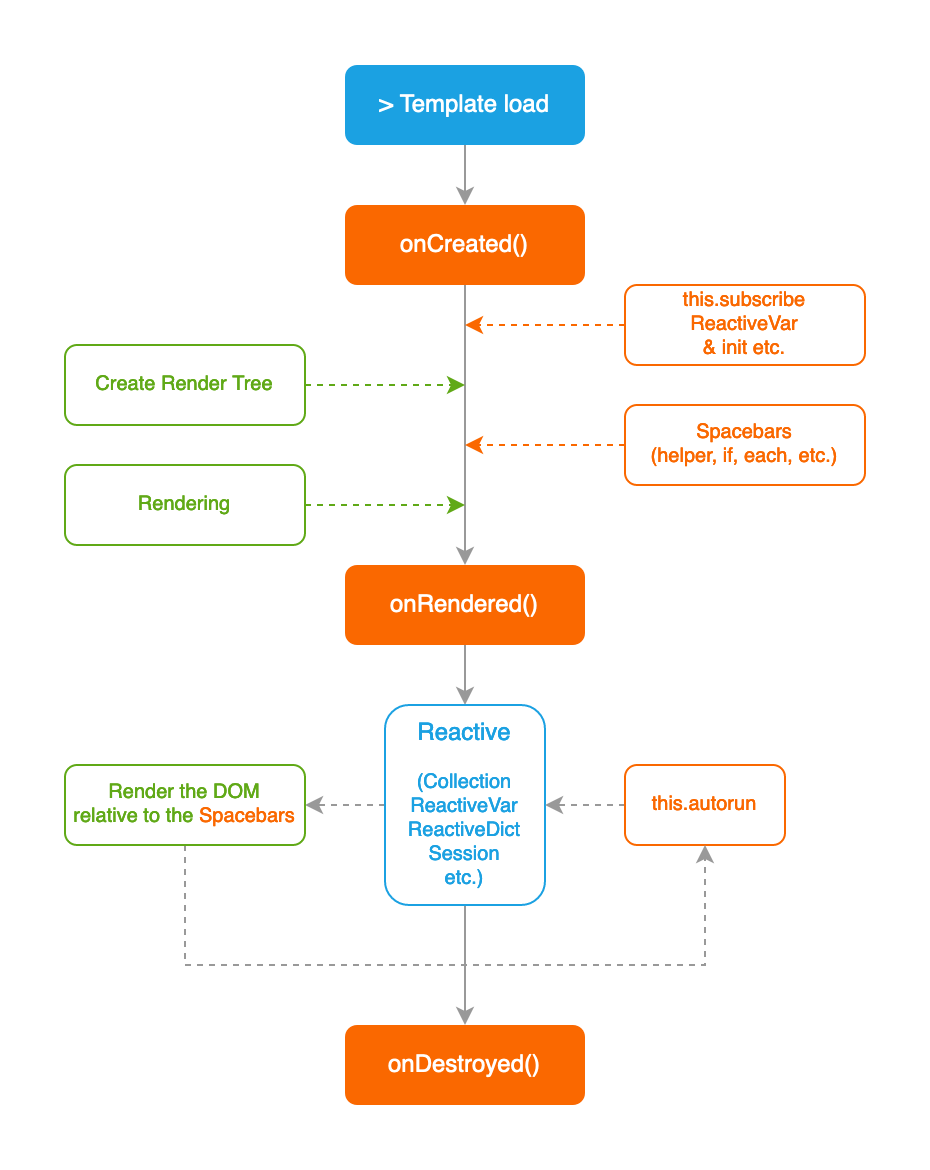 > Template load
onCreated()
this.subscribe
ReactiveVar
& init etc.
Create Render Tree
Spacebars
(helper, if, each, etc.)
Rendering
onRendered()
Reactive
(Collection
ReactiveVar
ReactiveDict
Session
etc.)
Render the DOM
relative to the Spacebars
this.autorun
onDestroyed()